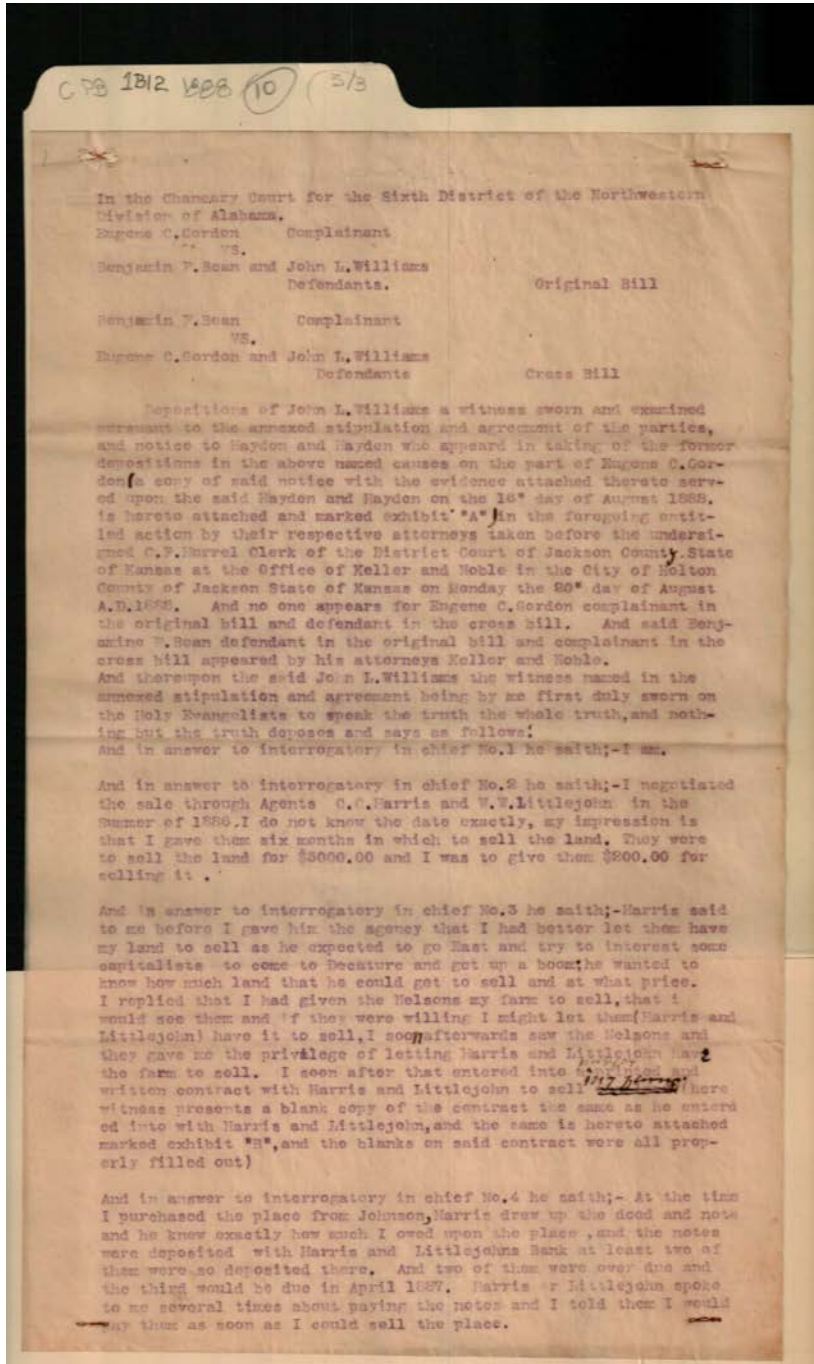 C PB 1B12 1888 10 (5/3
In the Chancary Court for the Sixth District of the Northwestern
Division of Alabama.
Eugene C.Gordon Complainant
VS.
Benjamin F.Bean and John L.Williams
Defendants. Original Bill
Benjamin F.Bean Complainant
VS.
Eugene C.Gordon and John L.Williams
Defendants Cross Bill
Depositions of John L.Williams a witness sworn and examined
pursuant to the annexed stipulation and agreement of the parties,
and notice to Haydon and Hayden who appeard in taking of the former
depositions in the above named causes on the part of Eugene C.Gor-
don(a copy of said notice with the evidence attached thereto serv-
ed upon the said Hayden and Hayden on the 16" day of August 1888.
is hereto attached and marked exhibit "A")in the foregoing entit-
led action by their respective attorneys taken before the undersi-
gned C.F.Hurrel Clerk of the District Court of Jackson County.State
of Kansas at the Office of Keller and Noble in the City of Holton
County of Jackson State of Kansas on Monday the 20" day of August
A.D.1888. And no one appears for Eugene C.Gordon complainant in
the original bill and defendant in the cross bill. And said Benj-
amine F.Bean defendant in the original bill and complainant in the
cross bill appeared by his attorneys Keller and Noble.
And thereupon the said John L.Williams the witness named in the
annexed stipulation and agreement being by me first duly sworn on
the Holy Evangelists to speak the truth the whole truth,and noth-
ing but the truth deposes and says as follows:
And in answer to interrogatory in chief No.1 he saith;-I am.
And in answer to interrogatory in chief No.2 he saith;-I negotiated
the sale through Agents C.C.Harris and W.W.Littlejohn in the
Summer of 1886.I do not know the date exactly, my impression is
that I gave them six months in which to sell the land. They were
to sell the land for $5000.00 and I was to give them $200.00 for
selling it .
And in answer to interrogatory in chief No.3 he saith;-Harris said
to me before I gave him the agency that I had better let them have
my land to sell as he expected to go East and try to interest some
capitalists to come to Decature and get up a boom:he wanted to
know how much land that he could get to sell and at what price.
I replied that I had given the Nelsons my farm to sell,that i
would see them and if they were willing I might let them(Harris and
Littlejohn) have it to sell,I soon afterwards saw the Nelsons and
they gave me the privilege of letting Harris and Littlejohn have
the farm to sell. I soon after that entered into a printed and
written contract with Harris and Littlejohn to sell my farm. (here
witness presents a blank copy of the contract the same as he enterd
ed into with Harris and Littlejohn,and the same is hereto attached
marked exhibit "B",and the blanks on said contract were all prop-
erly filled out)
And in answer to interrogatory in chief No.4 he saith;- At the time
I purchased the place from Johnson,Harris drew up the deed and note
and he knew exactly how much I owed upon the place ,and the notes
were deposited with Harris and Littlejohns Bank at least two of
them were so deposited there. And two of them were over due and
the third would be due in April 1887. Harris or Littlejohn spoke
to me several times about paying the notes and I told them I would
pay them as soon as I could sell the place.